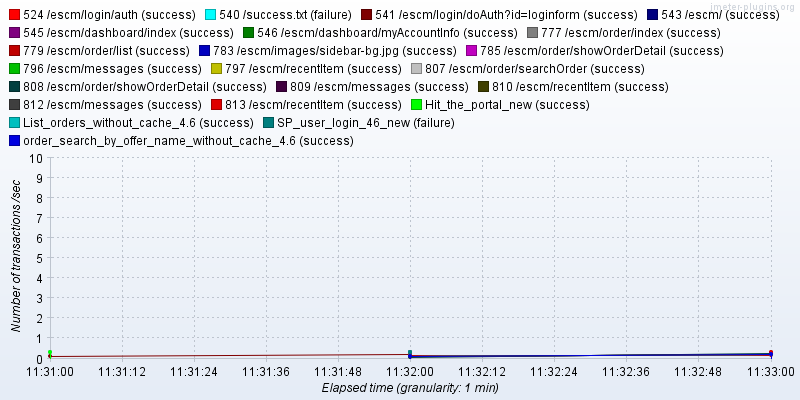 jmeter-plugins.org
524 /escm/login/auth (success) 540 /success.txt (failure) 541 /escm/login/doAuth?id=loginform (success) 543 /escm/ (success)
545 /escm/dashboard/index (success) 546 /escm/dashboard/myAccountInfo (success) 777 /escm/order/index (success)
779 /escm/order/list (success) 783 /escm/images/sidebar-bg.jpg (success) 785 /escm/order/showOrderDetail (success)
796 /escm/messages (success) 797 /escm/recentItem (success) 807 /escm/order/searchOrder (success)
808 /escm/order/showOrderDetail (success) 809 /escm/messages (success) 810 /escm/recentItem (success)
812 /escm/messages (success) 813 /escm/recentItem (success) Hit_the_portal_new (success)
List_orders_without_cache_4.6 (success) SP_user_login_46_new (failure)
order_search_by_offer_name_without_cache_4.6 (success)
Number of transactions /sec
10
9
8
7
6
5
4
3
2
1
0
11:31:00 11:31:12 11:31:24 11:31:36 11:31:48 11:32:00 11:32:12 11:32:24 11:32:36 11:32:48 11:33:00
Elapsed time (granularity: 1 min)